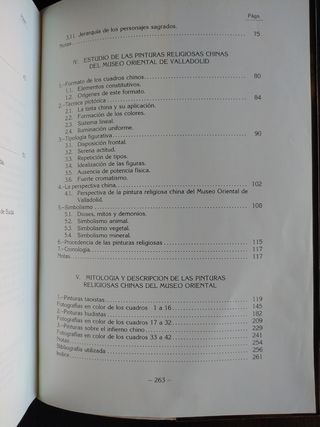 Págs.
3.11. Jerarquía de los personajes sagrados.
Notas 75
IV. ESTUDIO DE LAS PINTURAS RELIGIOSAS CHINAS
DEL MUSEO ORIENTAL DE VALLADOLID
1.-Formato de los cuadros chinos 80
1.1. Elementos constitutivos.
1.2. Orígenes de este formato.
2.-Técnica pictórica 84
2.1. La tinta china y su aplicación.
2.2. Formación de los colores.
2.3. Sistema lineal.
2.4. Iluminación uniforme.
3.-Tipología figurativa 90
3.1. Disposición frontal.
3.2. Serena actitud.
3.3. Repetición de tipos.
3.4. Idealización de las figuras.
3.5. Ausencia de potencia física.
3.6. Fuerte cromatismo.
4.-La perspectiva china 102
4.1. Perspectiva de la pintura religiosa china del Museo Oriental de
Valladolid.
5.-Simbolismo 108
5.1. Dioses, mitos y demonios.
5.2. Simbolismo animal.
5.3. Simbolismo vegetal.
5.4. Simbolismo mineral.
6.-Procedencia de las pinturas religiosas 115
7.-Cronología 117
Notas 117
V. MITOLOGIA Y DESCRIPCION DE LAS PINTURAS
RELIGIOSAS CHINAS DEL MUSEO ORIENTAL
1.-Pinturas taoístas 119
Fotografías en color de los cuadros 1 a 16 145
2.-Pinturas budistas 182
Fotografías en color de los cuadros 17 a 32 209
3.-Pinturas sobre el infierno chino 229
Fotografías en color de los cuadros 33 a 42 241
Notas 254
Bibliografía utilizada 256
Indice 261
— 263 —